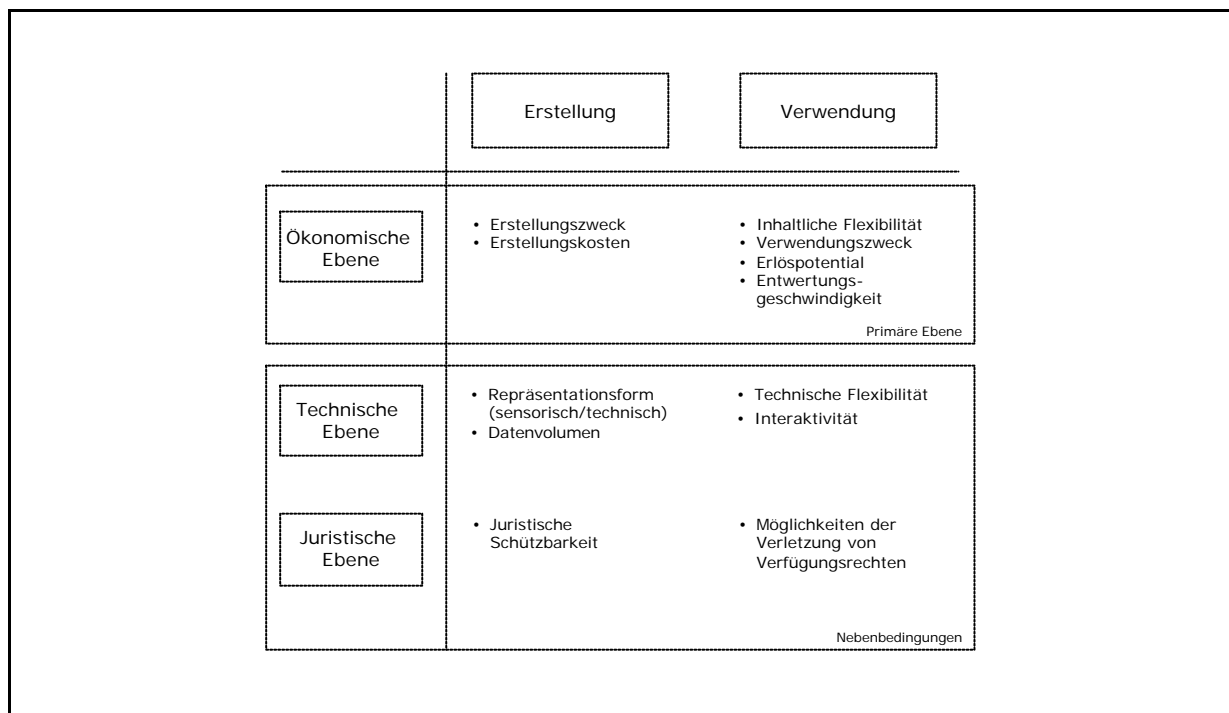 Erstellung
Verwendung
Ökonomische
Ebene
• Erstellungszweck
• Erstellungskosten
• Inhaltliche Flexibilität
• Verwendungszweck
• Erlöspotential
• Entwertungs-
geschwindigkeit
Primäre Ebene
Technische
Ebene
• Repräsentationsform
(sensorisch/technisch)
• Datenvolumen
• Technische Flexibilität
• Interaktivität
Juristische
Ebene
• Juristische
Schützbarkeit
• Möglichkeiten der
Verletzung von
Verfügungsrechten
Nebenbedingungen